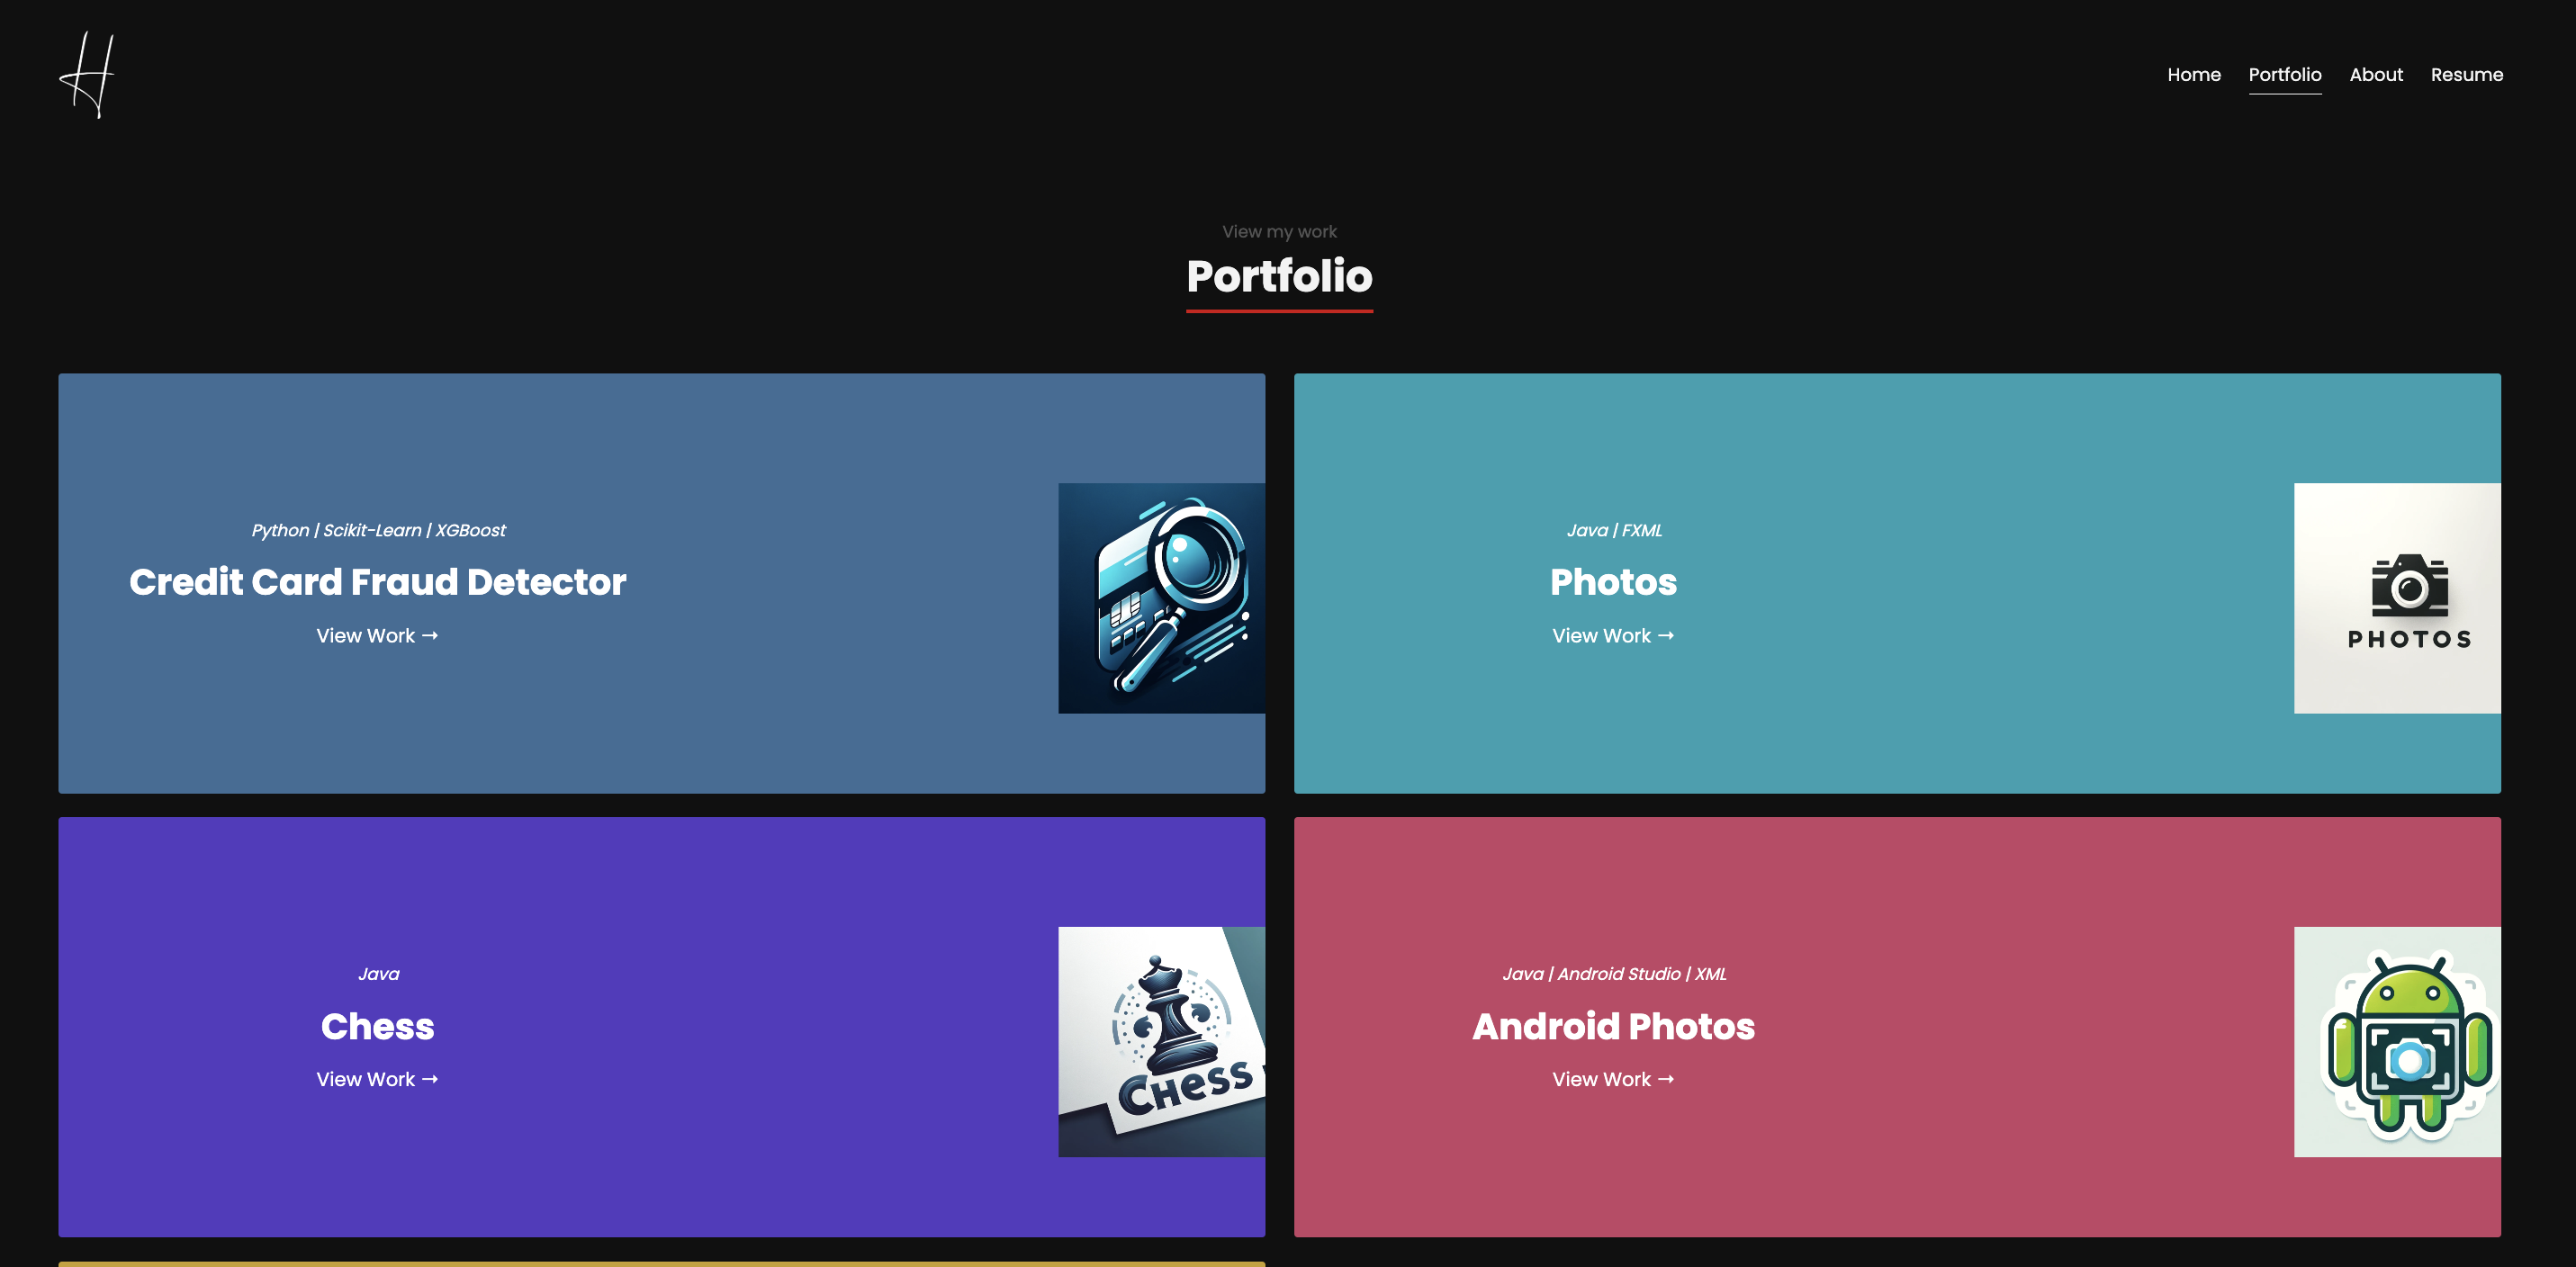 H
Home Portfolio About Resume
View my work
Portfolio
Python | Scikit-Learn | XGBoost
Credit Card Fraud Detector
View Work →
Java | FXML
Photos
View Work →
PHOTOS
Java
Chess
View Work →
CHess
Java | Android Studio | XML
Android Photos
View Work →